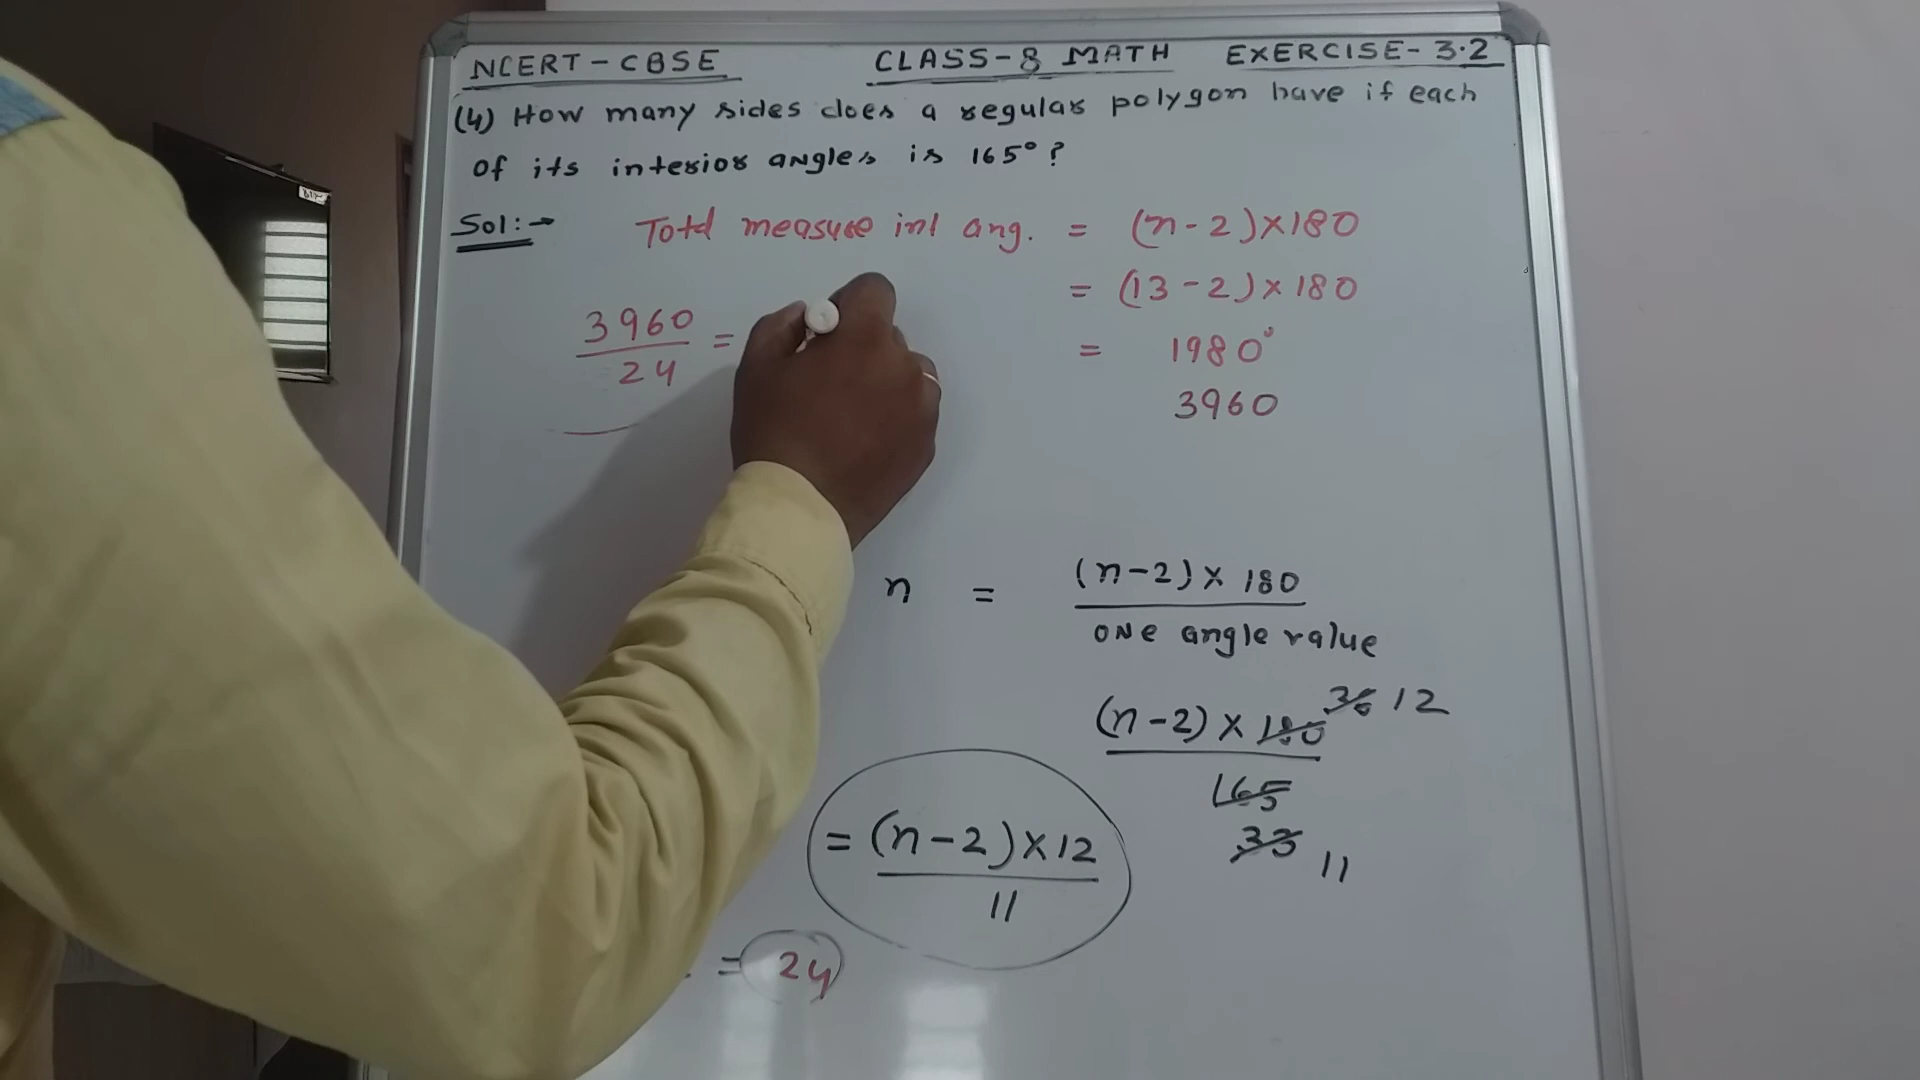 NCERT - CBSE CLASS-8 MATH EXERCISE-3.2
(4) How many sides does a regular polygon have if each
of its interior angles is 165°?
Sol:→ Total measure int ang. = (n-2)×180
= (13-2)×180
3960/24 =
= 1980°
3960
n = (n-2)×180
one angle value
(n-2)×180 36 12
165
33 11
= (n-2)×12
11
= 24